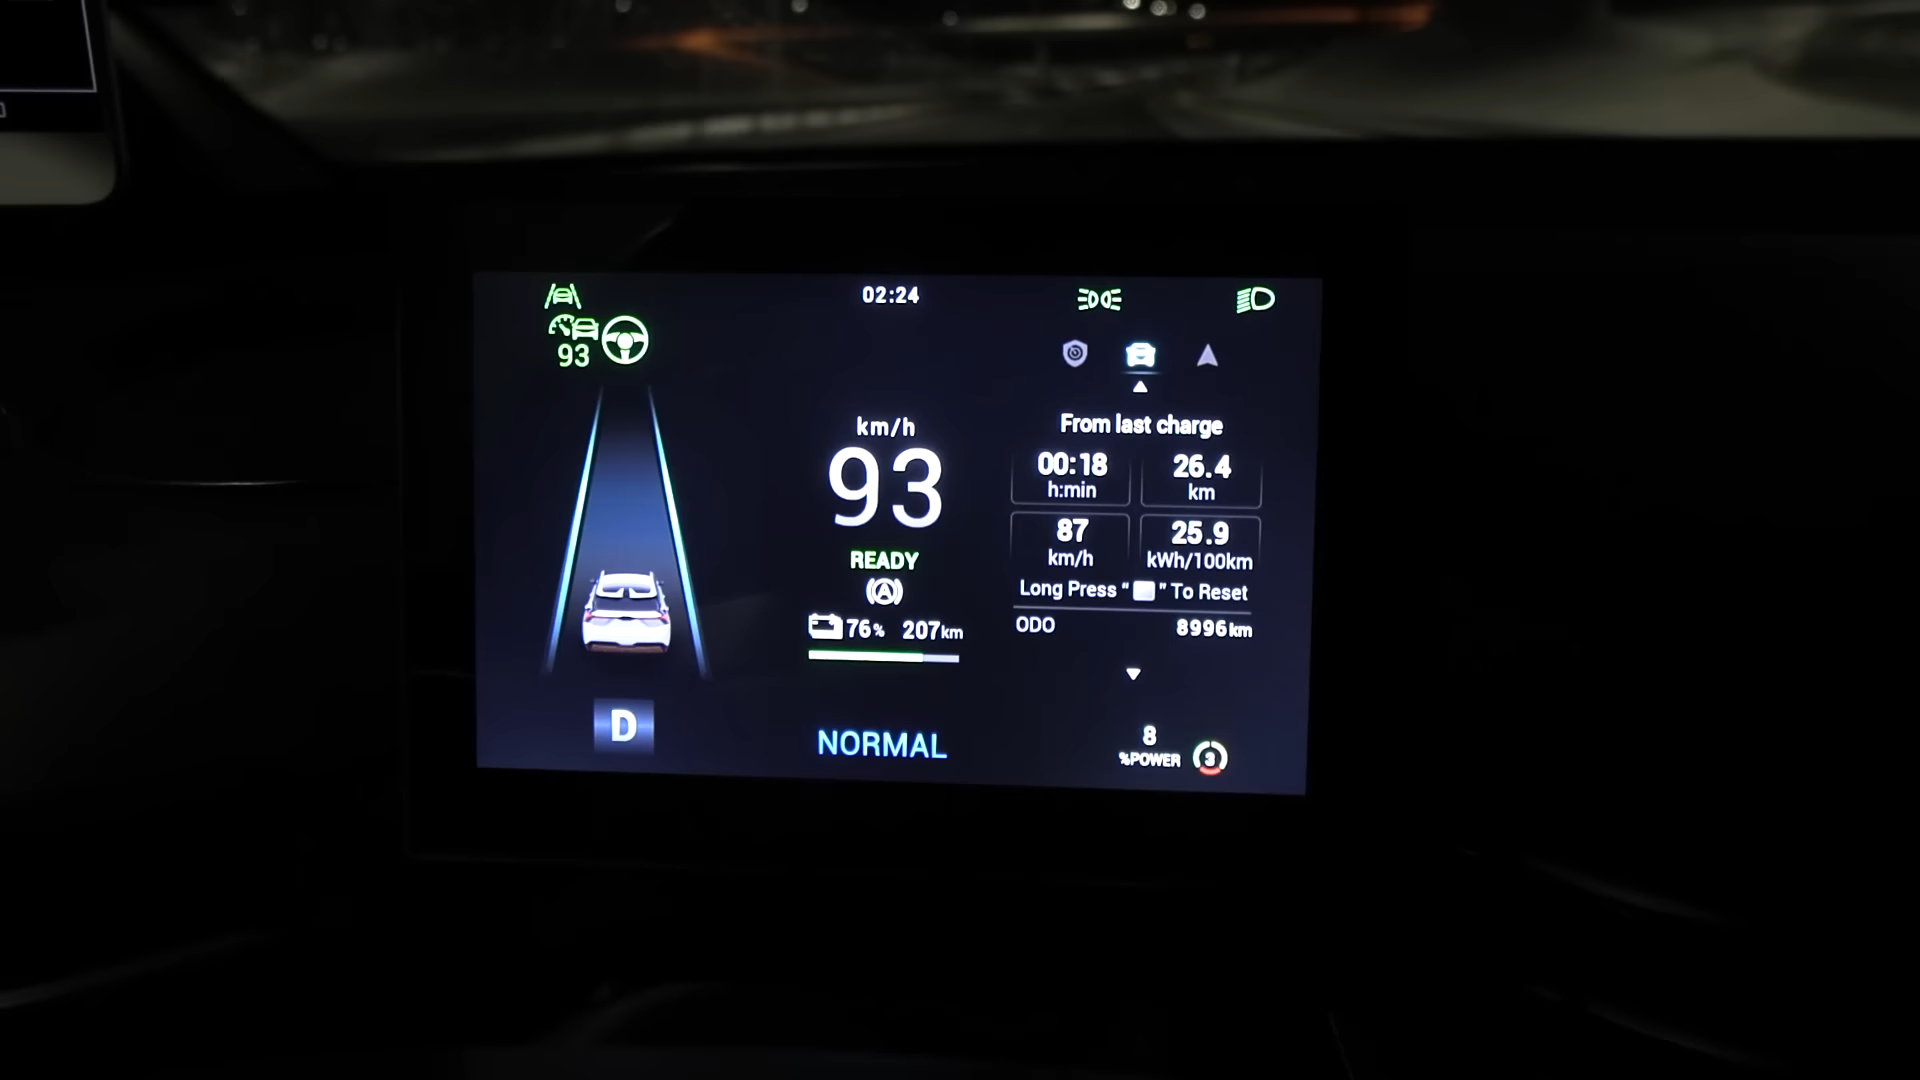 02:24
93
km/h
93
READY
A
76% 207km
D
NORMAL
From last charge
00:18
h:min
26.4
km
87
km/h
25.9
kWh/100km
Long Press " " To Reset
ODO 8996km
8
%POWER
3